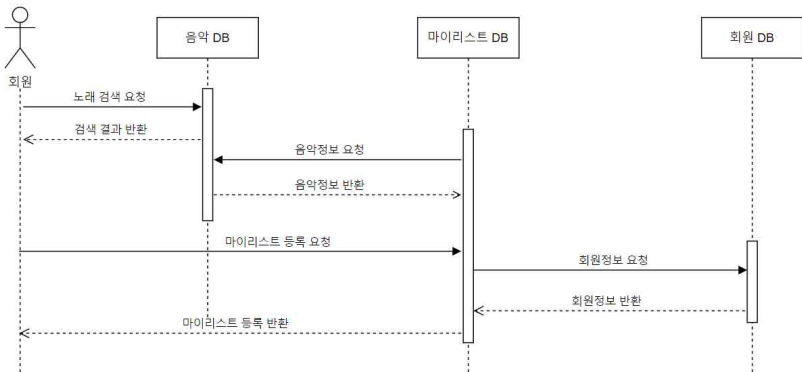 음악 DB
마이리스트 DB
회원 DB
회원
노래 검색 요청
검색 결과 반환
음악정보 요청
음악정보 반환
마이리스트 등록 요청
회원정보 요청
회원정보 반환
마이리스트 등록 반환